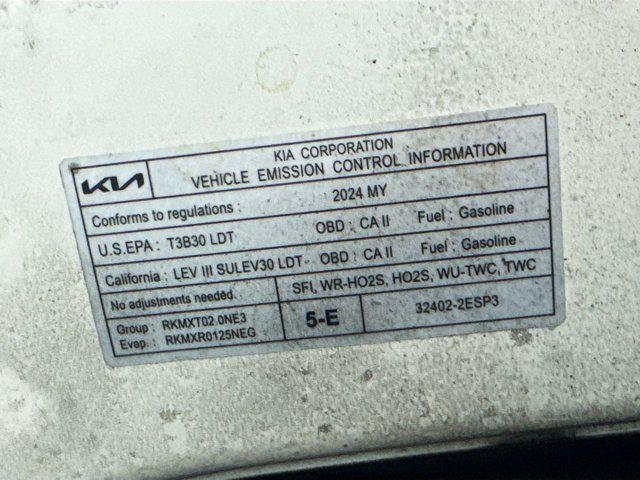 KIA
KIA CORPORATION
VEHICLE EMISSION CONTROL INFORMATION
Conforms to regulations : 2024 MY
U.S.EPA : T3B30 LDT OBD : CA II Fuel : Gasoline
California : LEV III SULEV30 LDT OBD : CA II Fuel : Gasoline
No adjustments needed. SFI, WR-HO2S, HO2S, WU-TWC, TWC
Group : RKMXT02.0NE3
Evap. : RKMXR0125NEG
5-E
32402-2ESP3